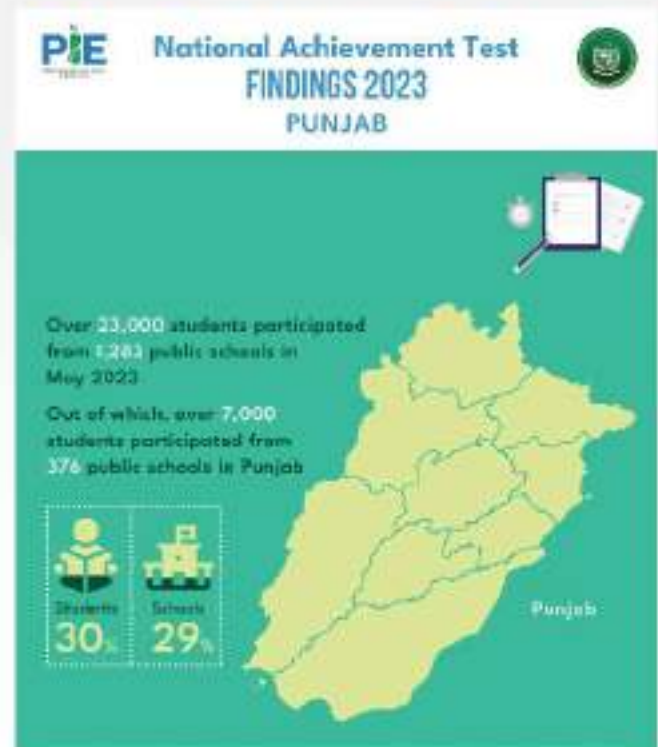 PIE
National Achievement Test
FINDINGS 2023
PUNJAB
Over 23,000 students participated
from 1,283 public schools in
May 2023
Out of which, over 7,000
students participated from
376 public schools in Punjab
Students
30%
Schools
29%
Punjab